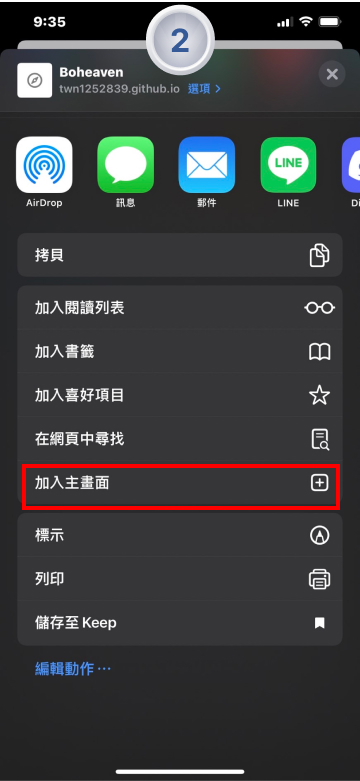 9:35
2
Boheaven
twn1252839.github.io 選項 >
AirDrop
訊息
郵件
LINE
LINE
Di
拷貝
加入閱讀列表
加入書籤
加入喜好項目
在網頁中尋找
加入主畫面
標示
列印
儲存至 Keep
編輯動作⋯